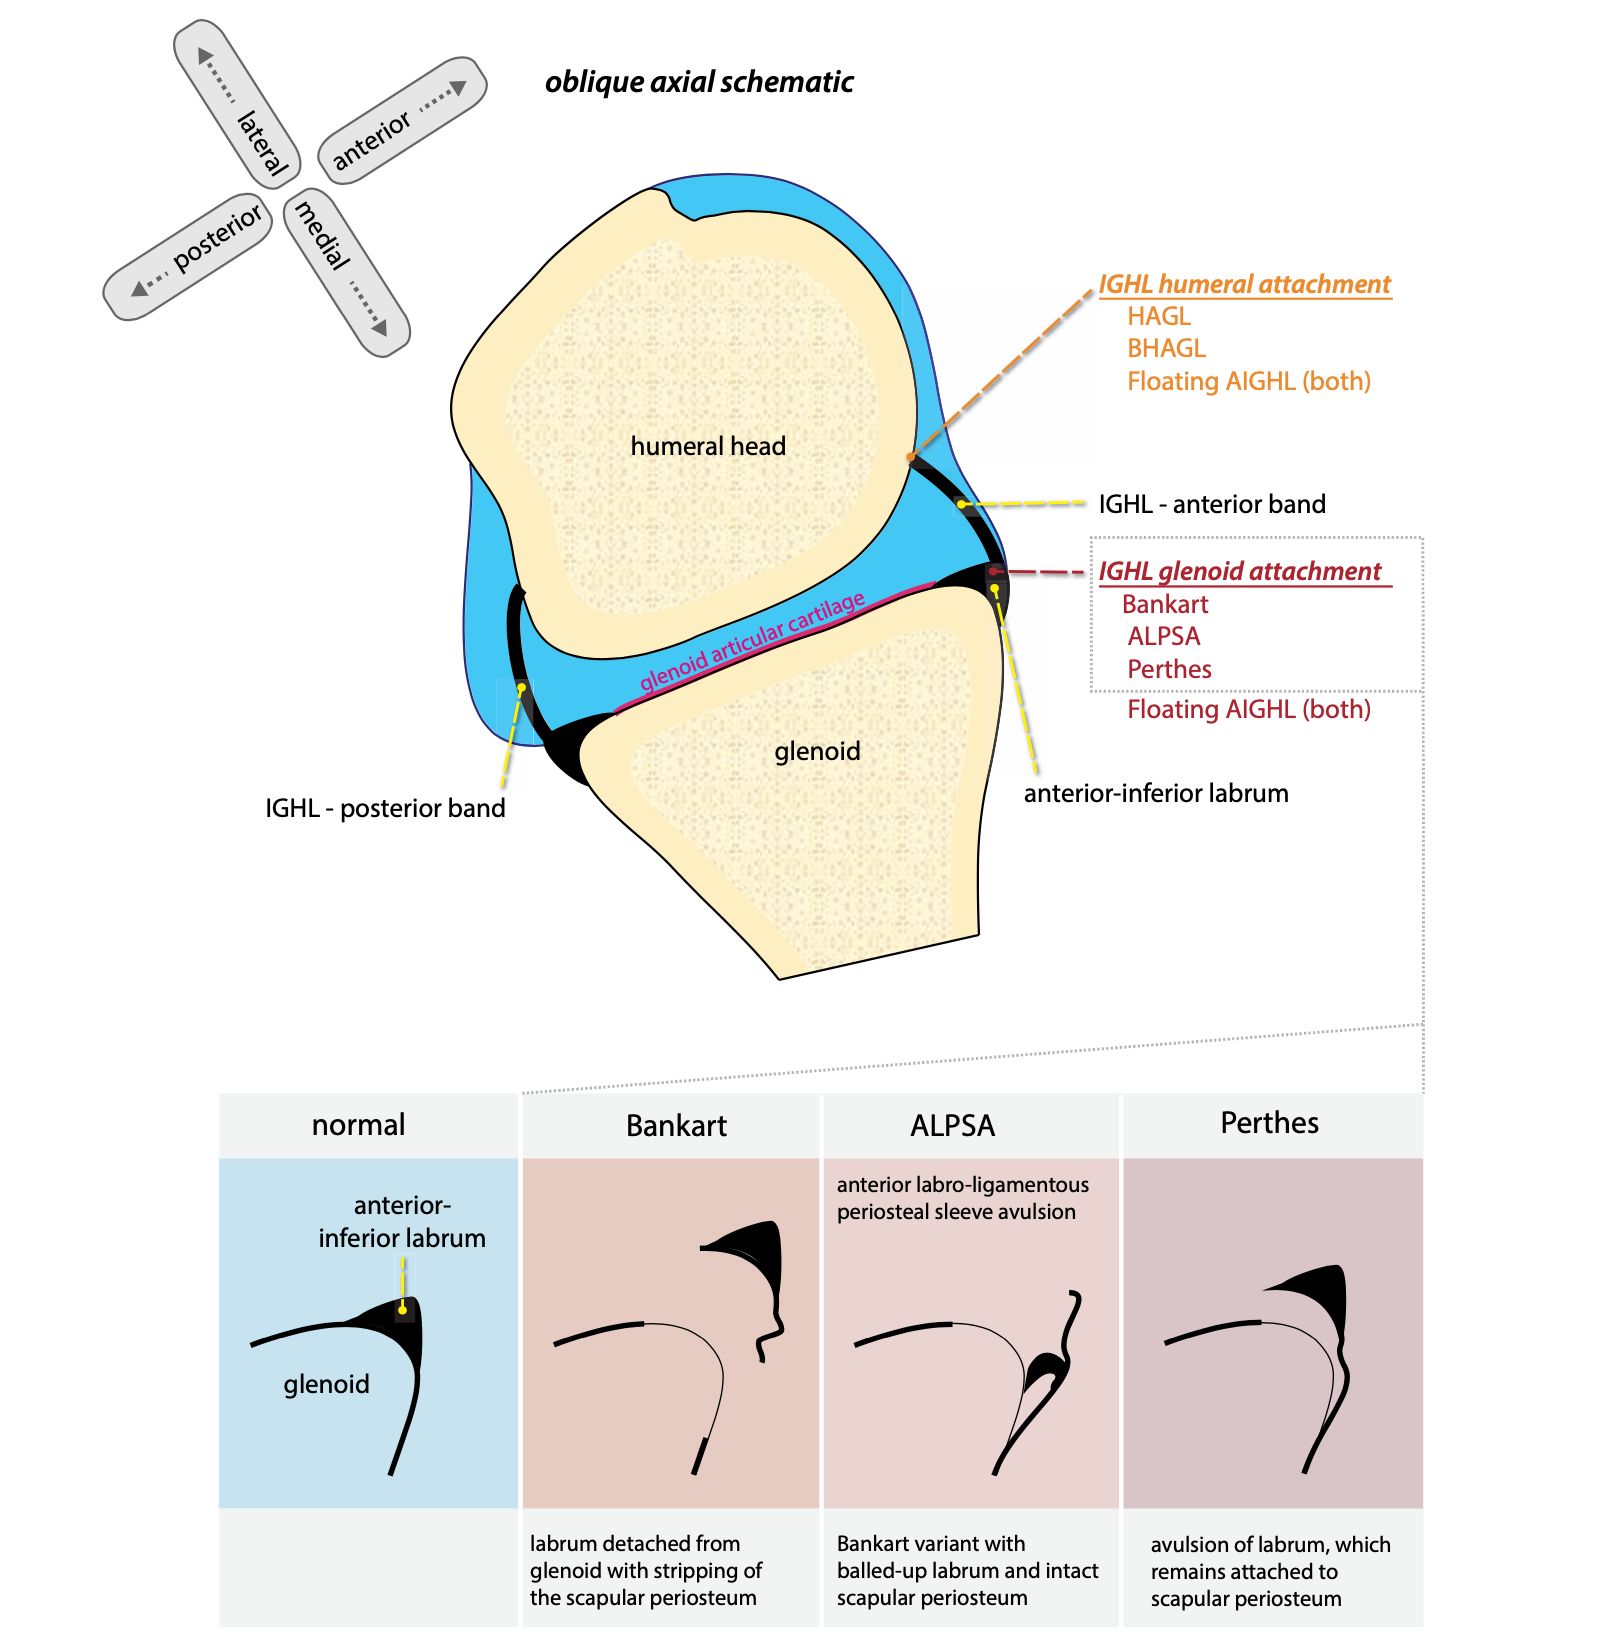 oblique axial schematic
lateral
anterior
posterior
medial
IGHL humeral attachment
HAGL
BHAGL
Floating AIGHL (both)
humeral head
IGHL - anterior band
IGHL glenoid attachment
Bankart
ALPSA
Perthes
Floating AIGHL (both)
glenoid articular cartilage
glenoid
IGHL - posterior band
anterior-inferior labrum
normal
Bankart
ALPSA
Perthes
anterior-
inferior labrum
glenoid
anterior labro-ligamentous
periosteal sleeve avulsion
labrum detached from
glenoid with stripping of
the scapular periosteum
Bankart variant with
balled-up labrum and intact
scapular periosteum
avulsion of labrum, which
remains attached to
scapular periosteum